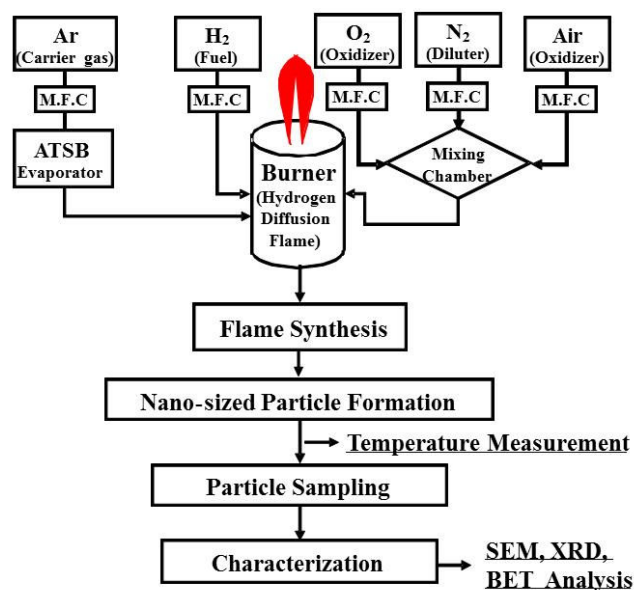 Ar
(Carrier gas)
H₂
(Fuel)
O₂
(Oxidizer)
N₂
(Diluter)
Air
(Oxidizer)
M.F.C
M.F.C
M.F.C
M.F.C
M.F.C
ATSB
Evaporator
Burner
(Hydrogen
Diffusion
Flame)
Mixing
Chamber
Flame Synthesis
Nano-sized Particle Formation
Temperature Measurement
Particle Sampling
Characterization
SEM, XRD,
BET Analysis